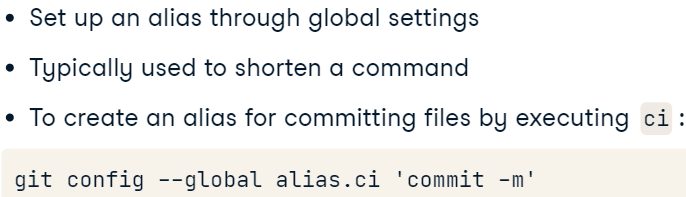 • Set up an alias through global settings
• Typically used to shorten a command
• To create an alias for committing files by executing ci :
git config --global alias.ci 'commit -m'